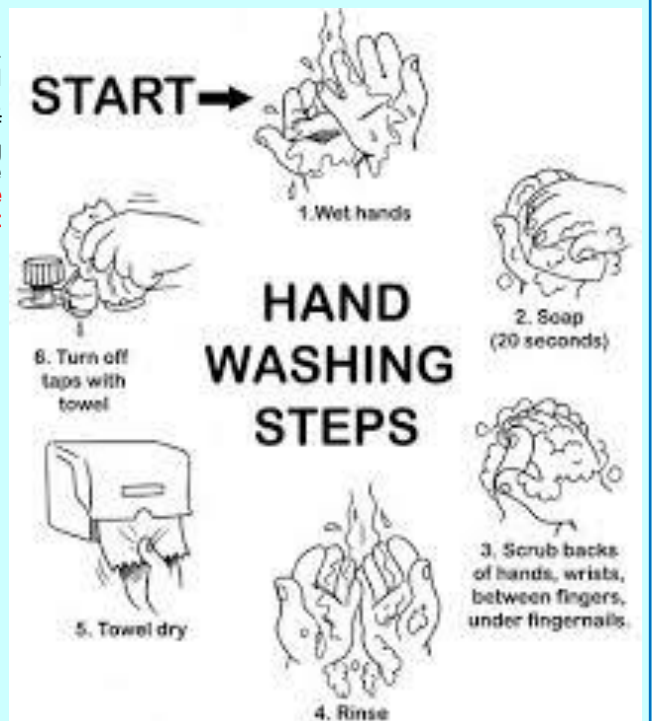 START
1.Wet hands
2. Soap
(20 seconds)
3. Scrub backs
of hands, wrists,
between fingers,
under fingernails.
4. Rinse
5. Towel dry
6. Turn off
taps with
towel
HAND
WASHING
STEPS